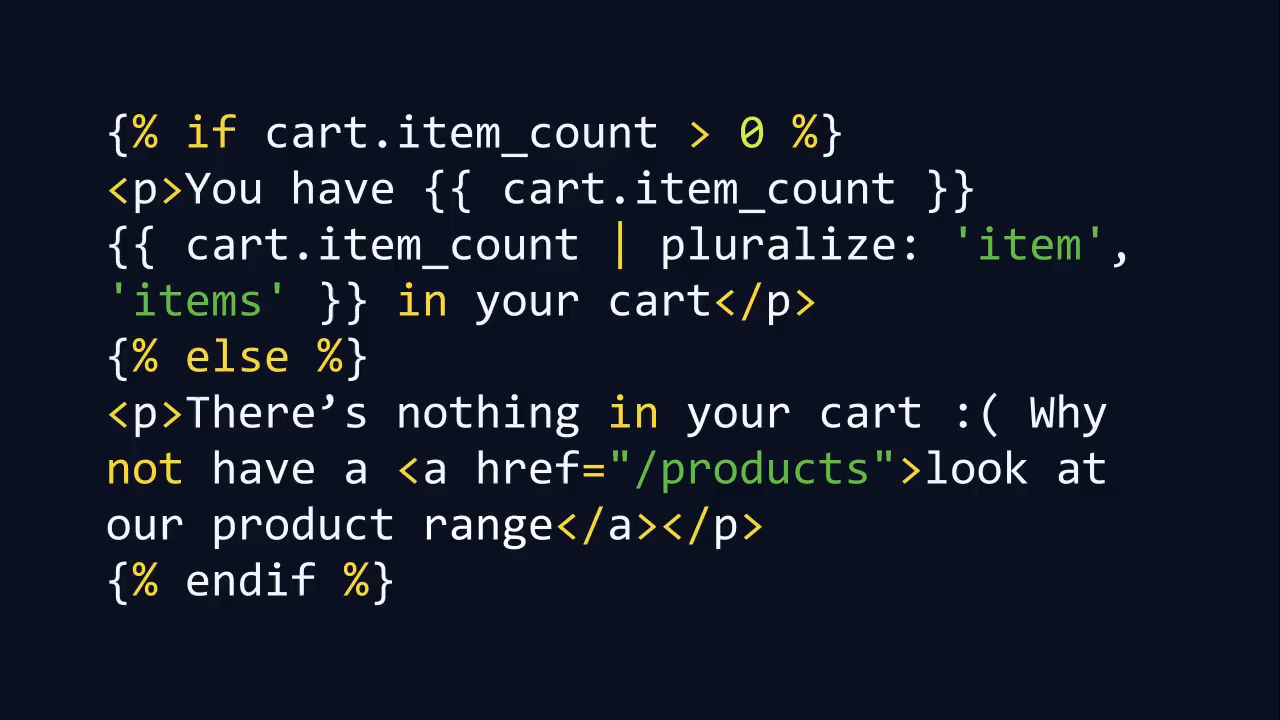 {% if cart.item_count > 0 %}
<p>You have {{ cart.item_count }}
{{ cart.item_count | pluralize: 'item',
'items' }} in your cart</p>
{% else %}
<p>There’s nothing in your cart :( Why
not have a <a href="/products">look at
our product range</a></p>
{% endif %}